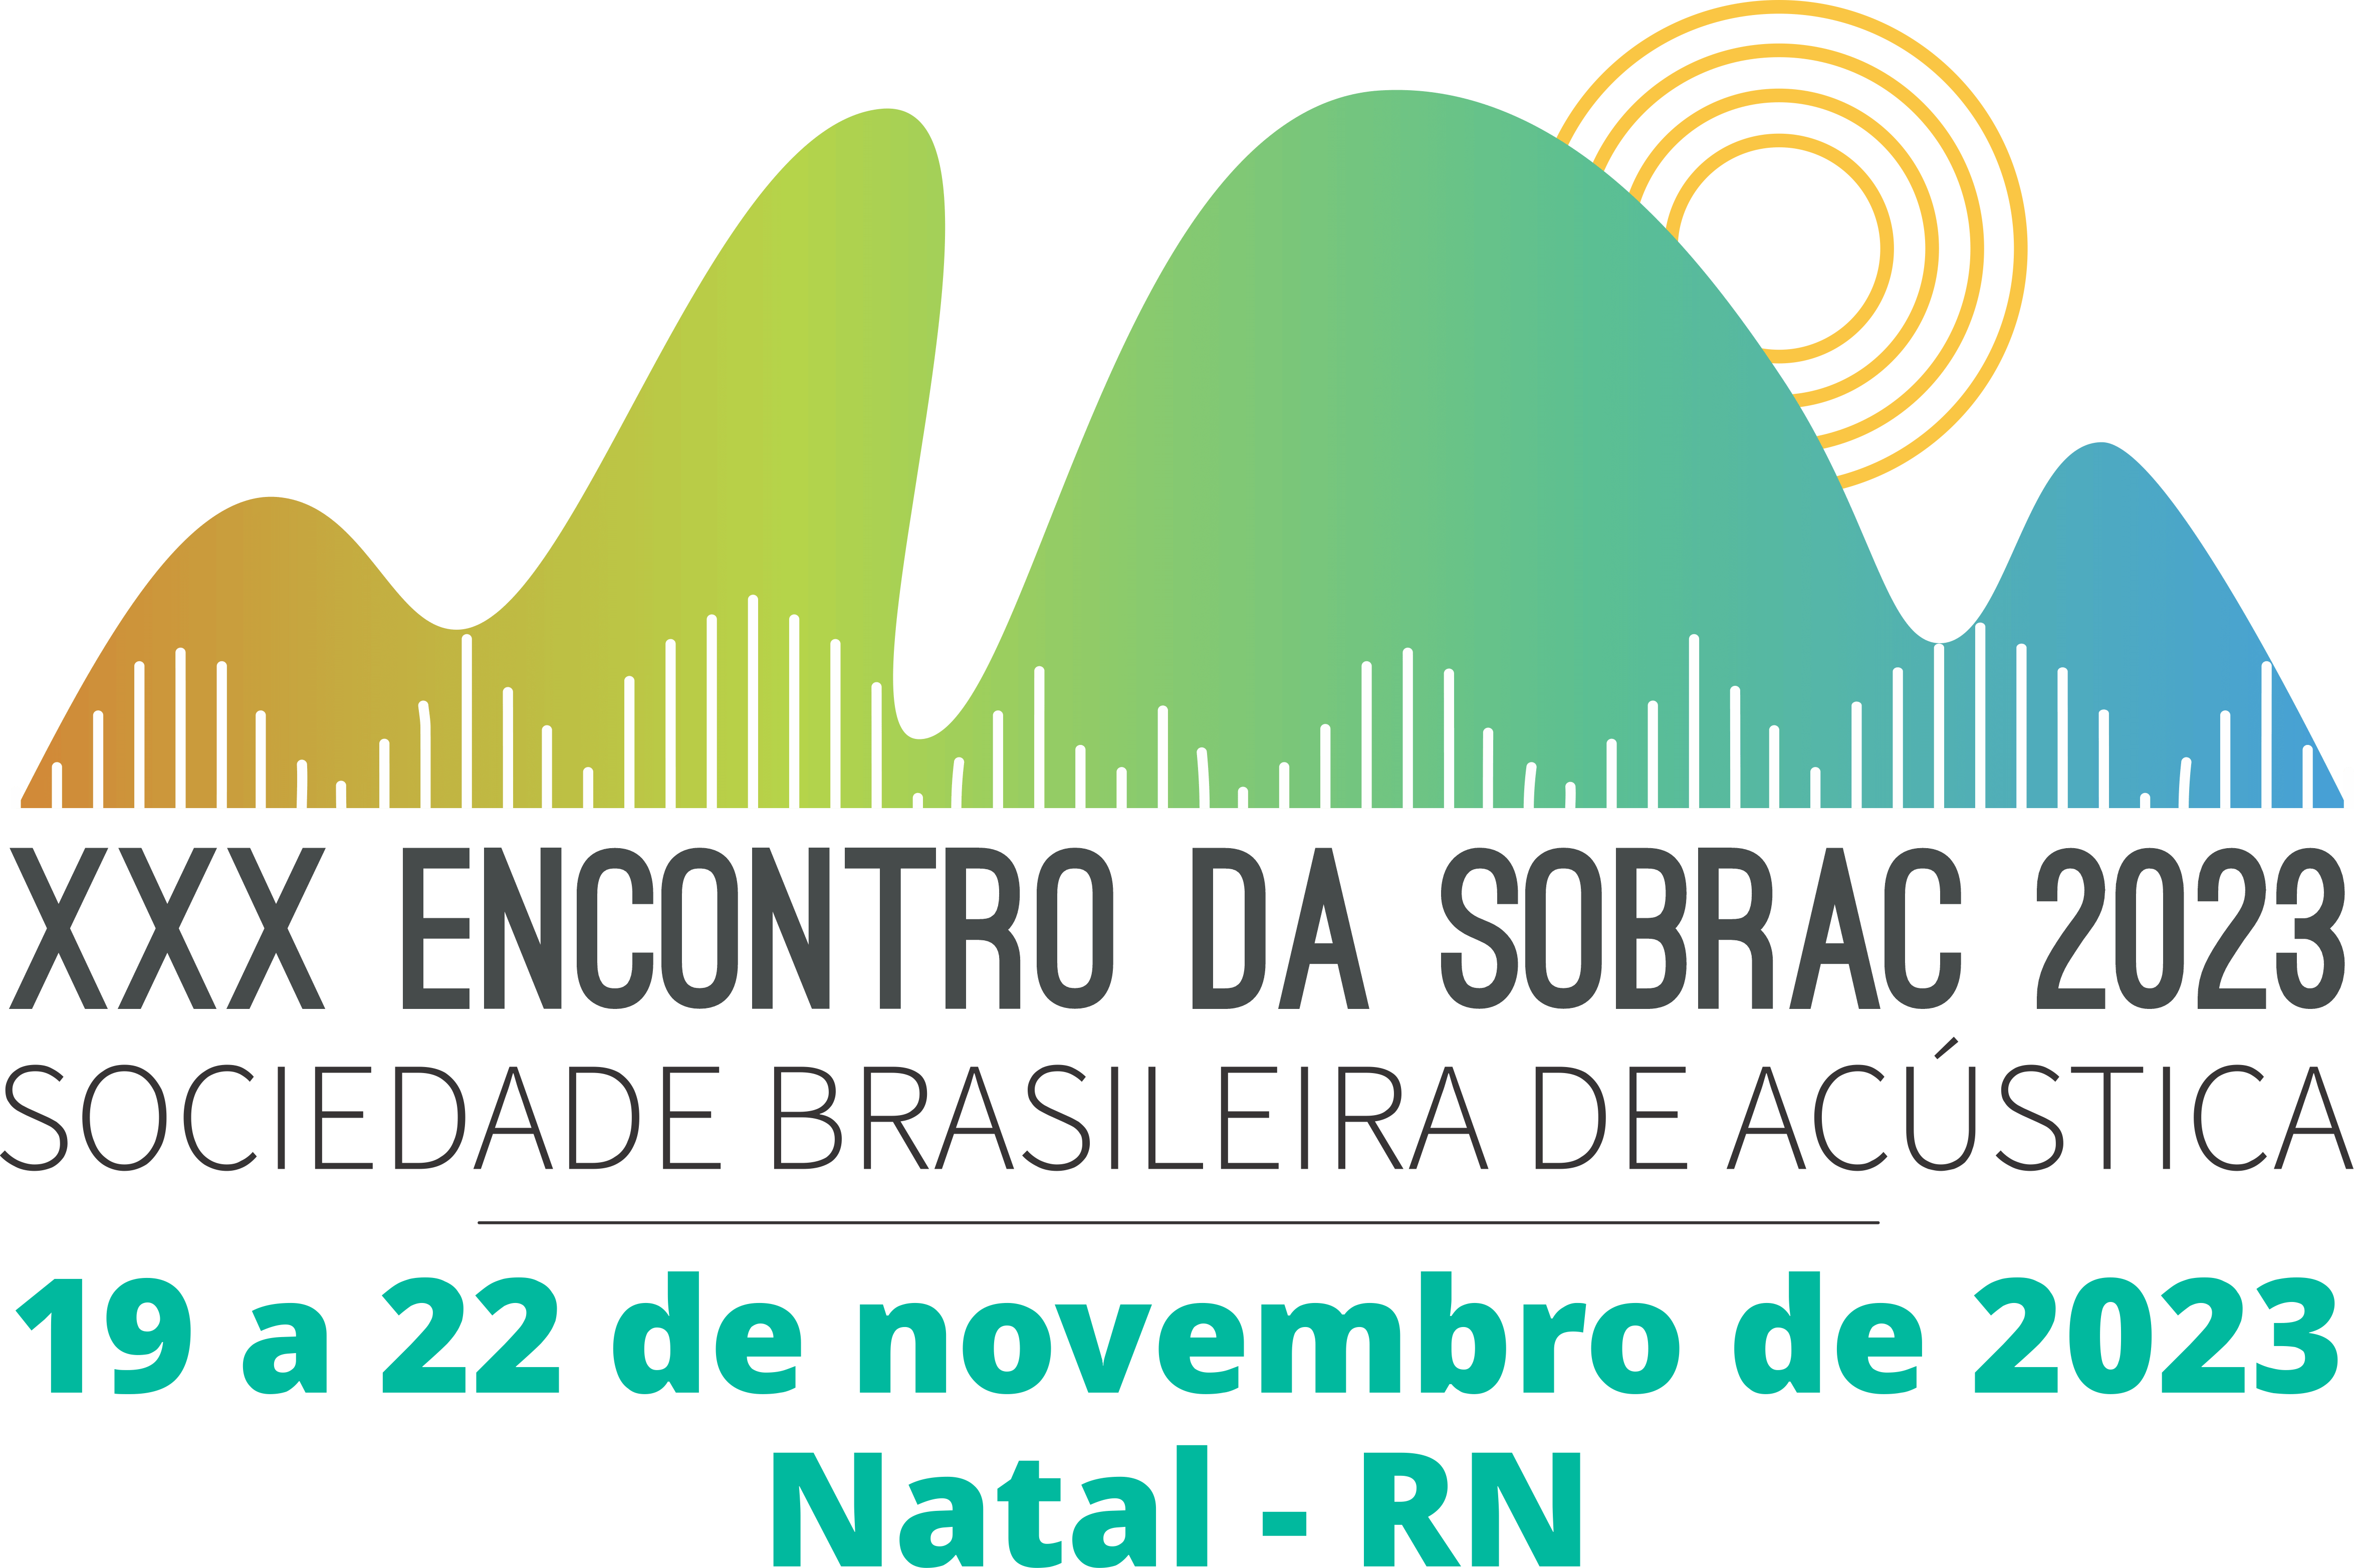 XXX ENCONTRO DA SOBRAC 2023
SOCIEDADE BRASILEIRA DE ACÚSTICA
19 a 22 de novembro de 2023
Natal - RN